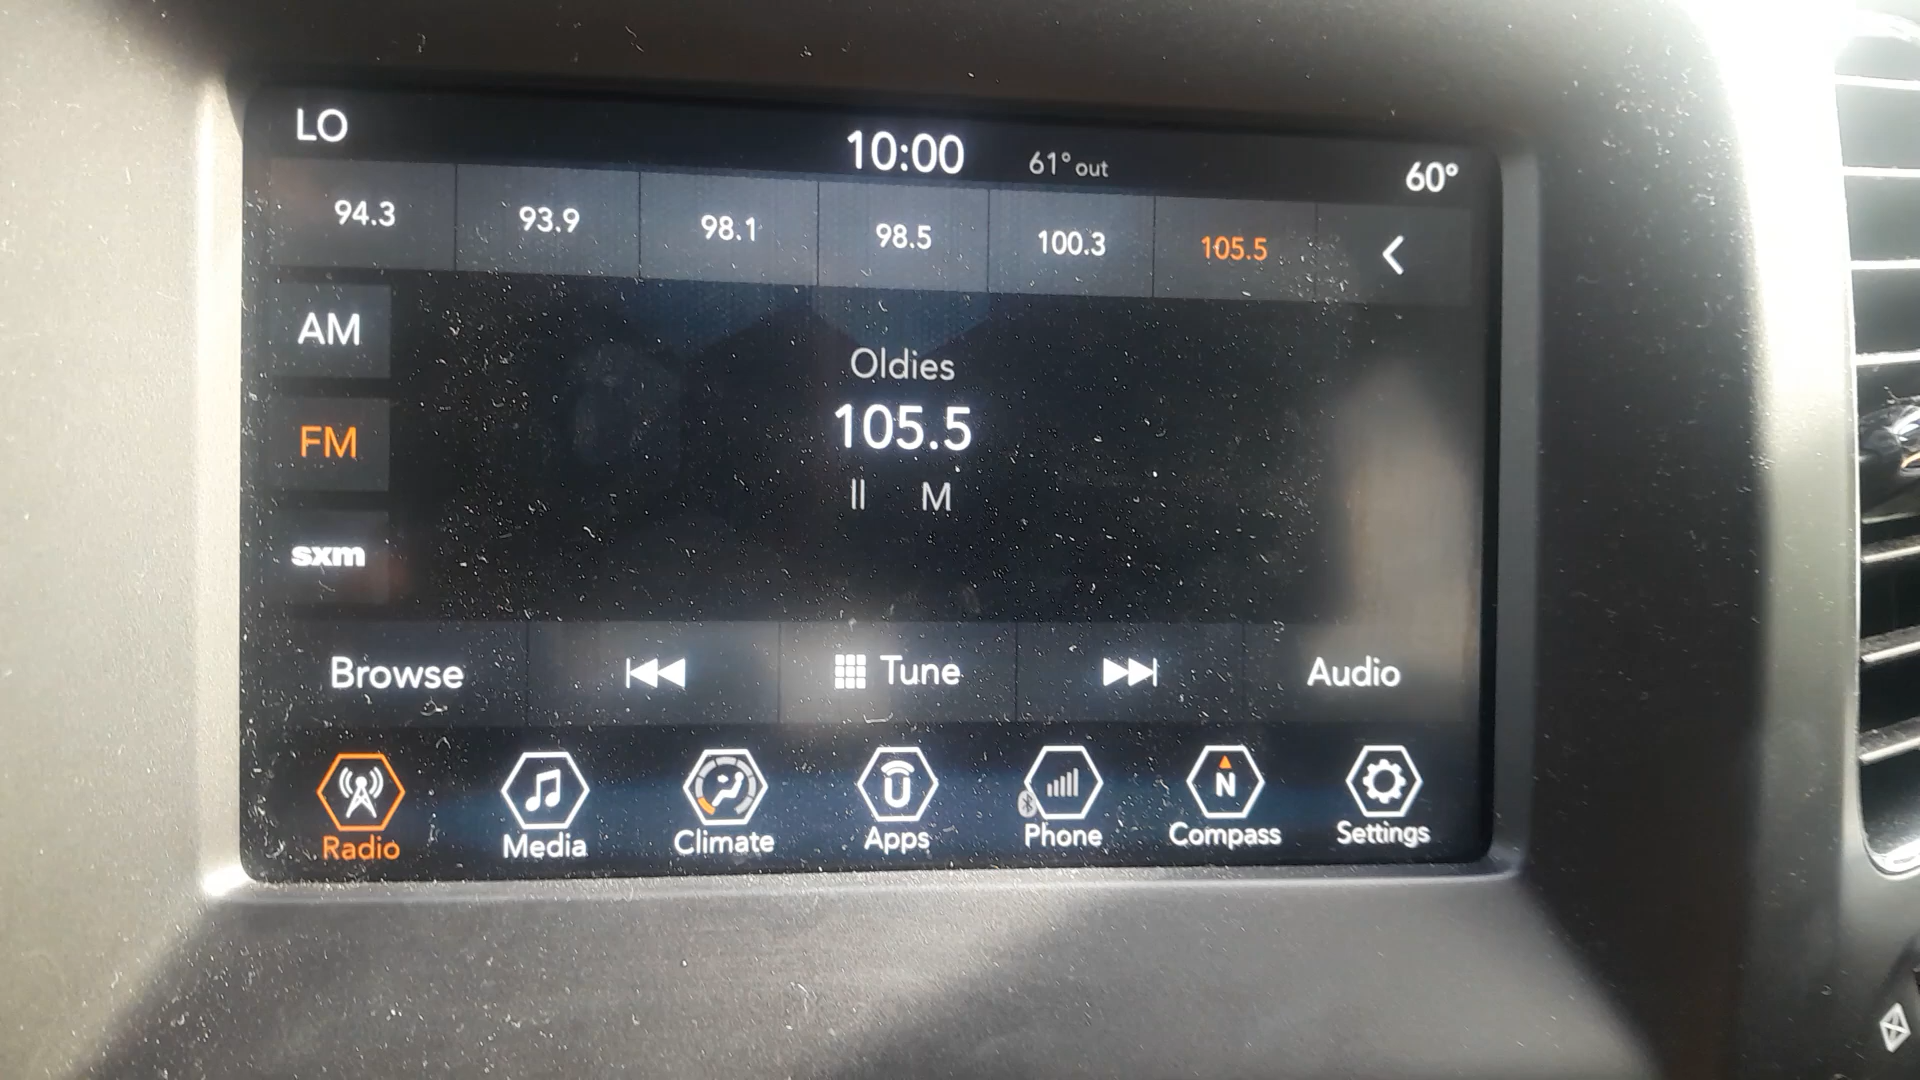 LO 10:00 61° out 60°
94.3 93.9 98.1 98.5 100.3 105.5
AM
Oldies
FM
105.5
II M
sxm
Browse Tune Audio
N
Radio Media Climate Apps Phone Compass Settings